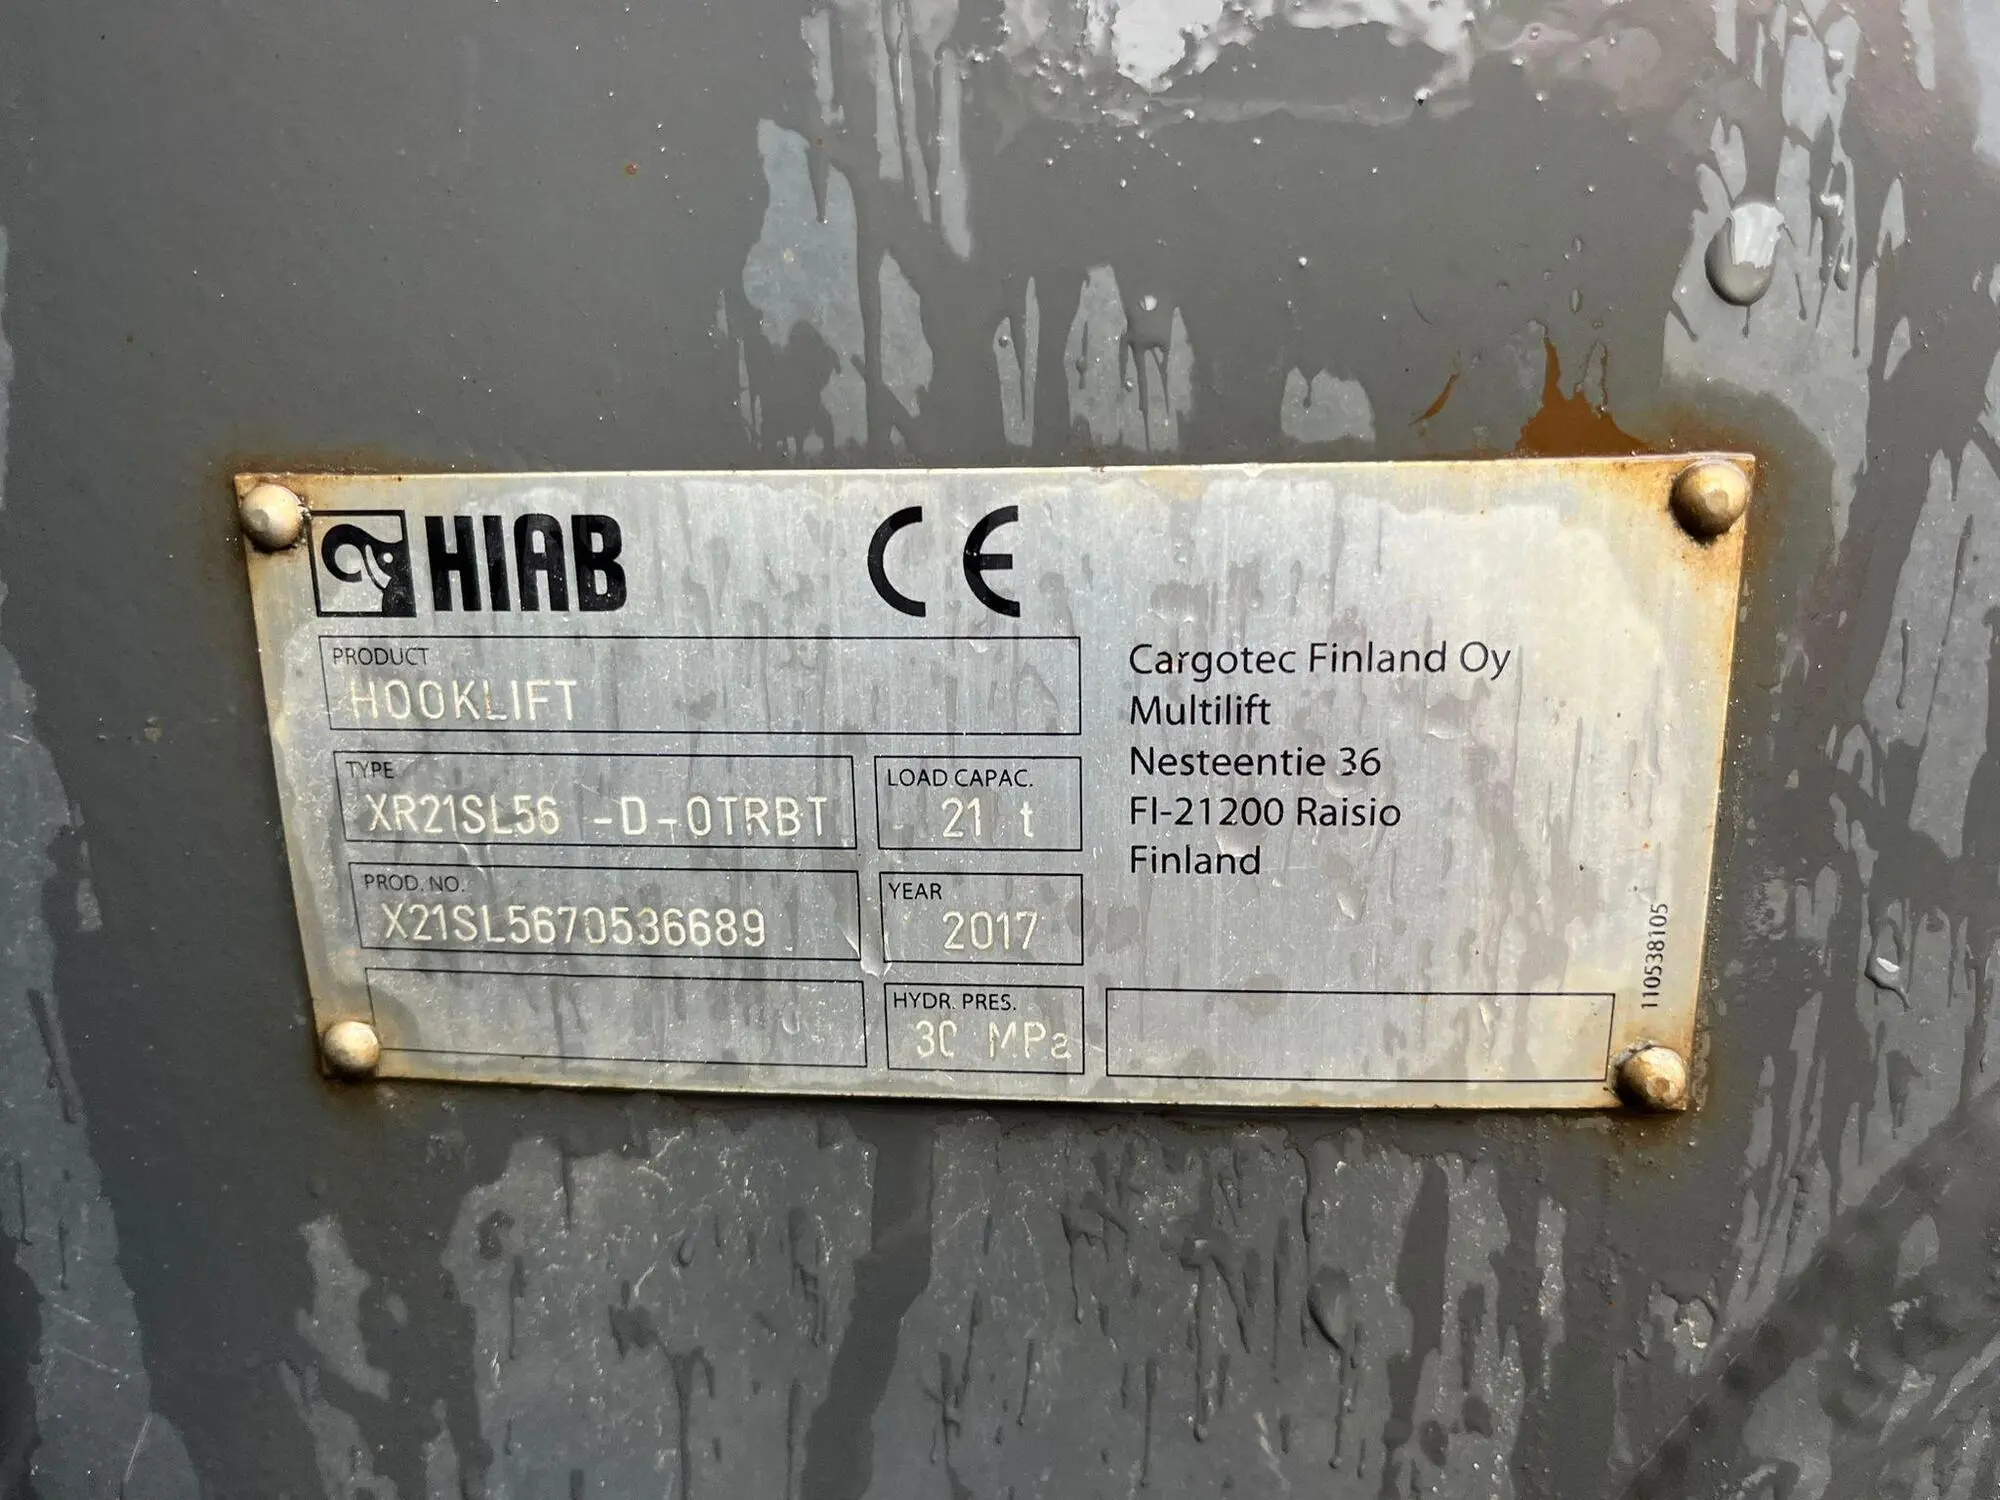 HIAB CE
PRODUCT
HOOKLIFT
TYPE
XR21SL56 -D-OTRBT
LOAD CAPAC.
21 t
PROD. NO.
X21SL5670536689
YEAR
2017
HYDR. PRES.
30 MPa
Cargotec Finland Oy
Multilift
Nesteentie 36
FI-21200 Raisio
Finland
110538105